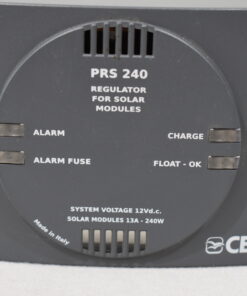 PRS 240
REGULATOR
FOR SOLAR
MODULES
ALARM
CHARGE
ALARM FUSE
FLOAT - OK
SYSTEM VOLTAGE 12Vd.c.
SOLAR MODULES 13A - 240W
Made in Italy